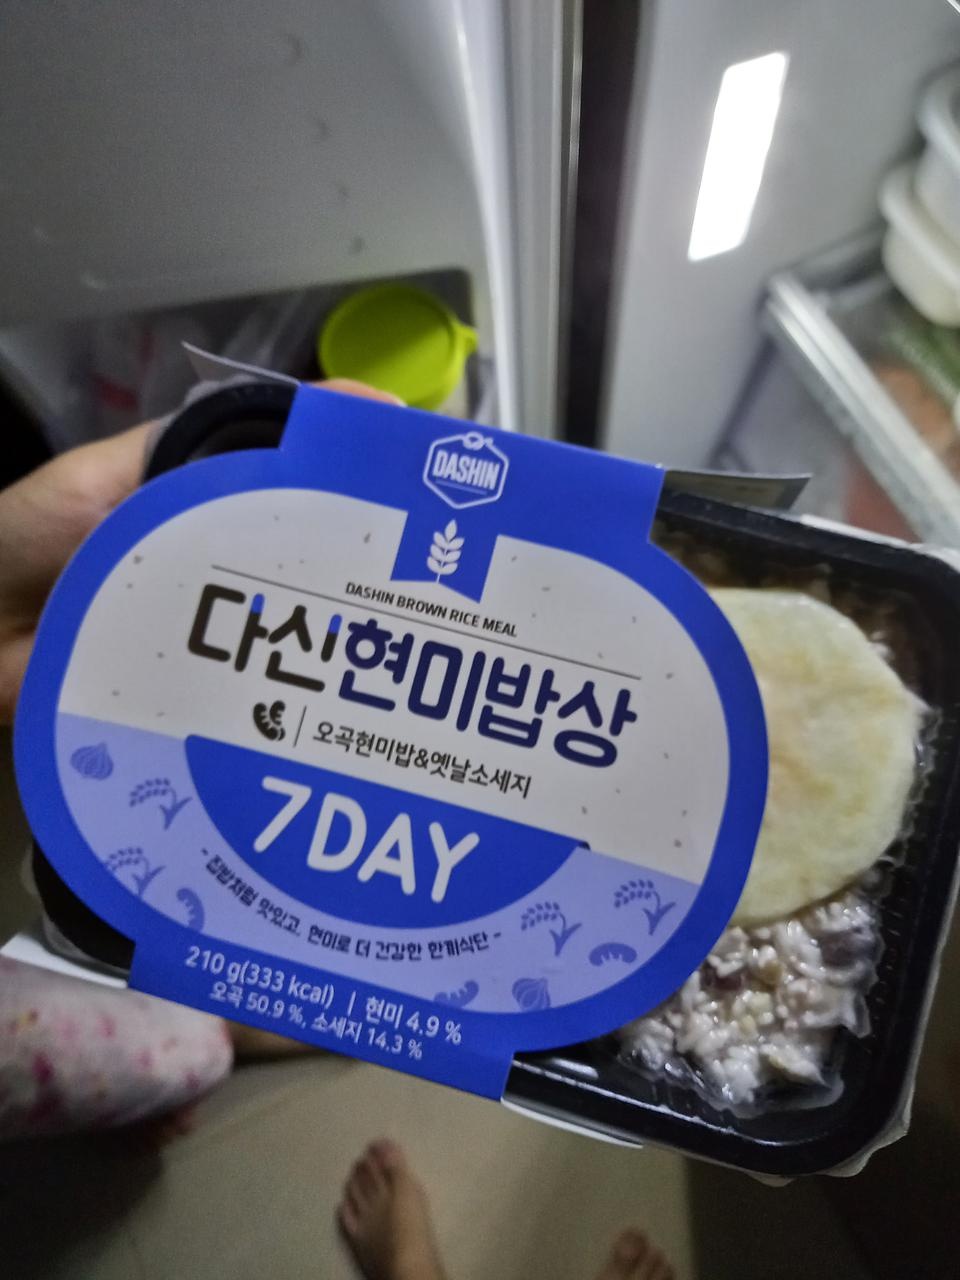 DASHIN
DASHIN BROWN RICE MEAL
다신현미밥상
오곡현미밥&옛날소세지
7DAY
- 집밥처럼 맛있고, 현미로 더 건강한 한끼식단 -
210 g(333 kcal) | 현미 4.9 %
오곡 50.9 %, 소세지 14.3 %